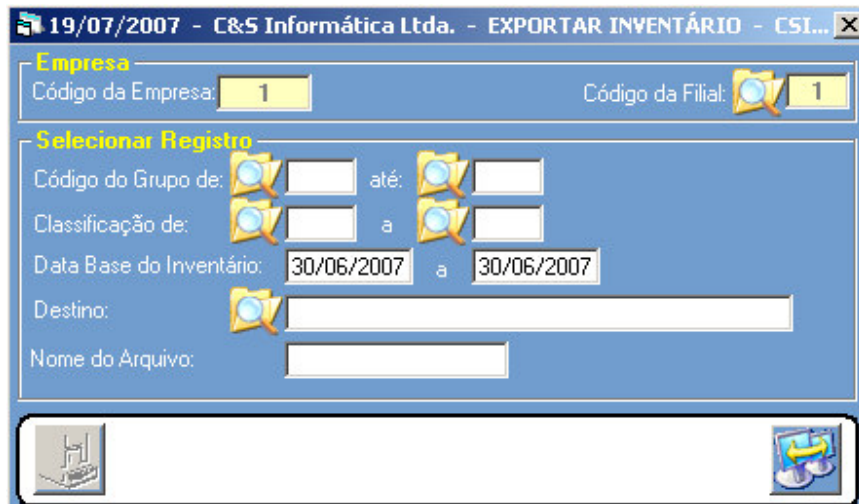 19/07/2007 - C&S Informática Ltda. - EXPORTAR INVENTÁRIO - CSI...
Empresa
Código da Empresa: 1 Código da Filial: 1
Selecionar Registro
Código do Grupo de: até:
Classificação de: a
Data Base do Inventário: 30/06/2007 a 30/06/2007
Destino:
Nome do Arquivo: